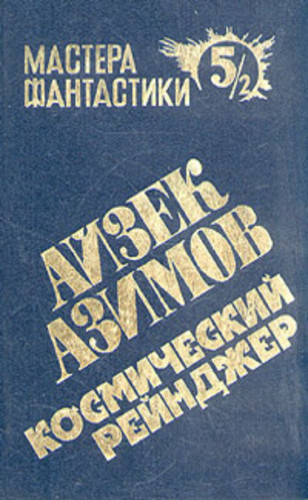 МАСТЕРА
ФАНТАСТИКИ
5/2
АЙЗЕК
АЗИМОВ
КОСМИЧЕСКИЙ
РЕЙНДЖЕР